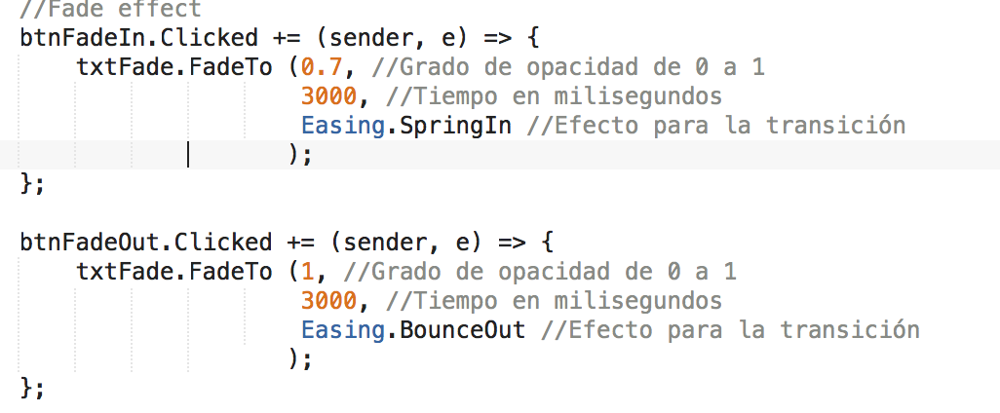 //Fade effect
btnFadeIn.Clicked += (sender, e) => {
txtFade.FadeTo (0.7, //Grado de opacidad de 0 a 1
3000, //Tiempo en milisegundos
Easing.SpringIn //Efecto para la transición
);
};
btnFadeOut.Clicked += (sender, e) => {
txtFade.FadeTo (1, //Grado de opacidad de 0 a 1
3000, //Tiempo en milisegundos
Easing.BounceOut //Efecto para la transición
);
};